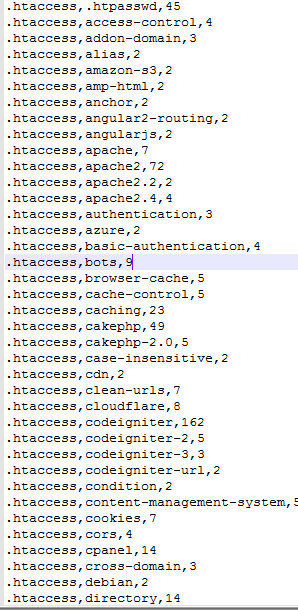 .htaccess,.htpasswd,45
.htaccess,access-control,4
.htaccess,addon-domain,3
.htaccess,alias,2
.htaccess,amazon-s3,2
.htaccess,amp-html,2
.htaccess,anchor,2
.htaccess,angular2-routing,2
.htaccess,angularjs,2
.htaccess,apache,7
.htaccess,apache2,72
.htaccess,apache2.2,2
.htaccess,apache2.4,4
.htaccess,authentication,3
.htaccess,azure,2
.htaccess,basic-authentication,4
.htaccess,bots,9
.htaccess,browser-cache,5
.htaccess,cache-control,5
.htaccess,caching,23
.htaccess,cakephp,49
.htaccess,cakephp-2.0,5
.htaccess,case-insensitive,2
.htaccess,cdn,2
.htaccess,clean-urls,7
.htaccess,cloudflare,8
.htaccess,codeigniter,162
.htaccess,codeigniter-2,5
.htaccess,codeigniter-3,3
.htaccess,codeigniter-url,2
.htaccess,condition,2
.htaccess,content-management-system,5
.htaccess,cookies,7
.htaccess,cors,4
.htaccess,cpanel,14
.htaccess,cross-domain,3
.htaccess,debian,2
.htaccess,directory,14